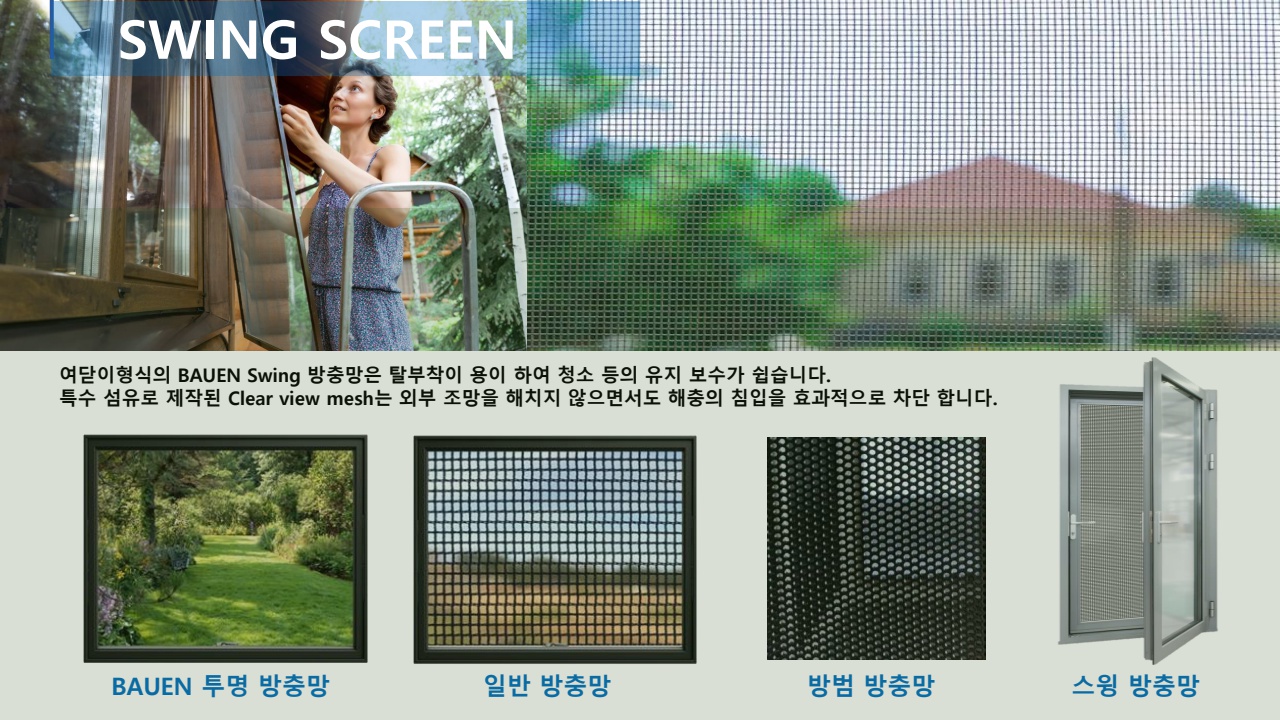 SWING SCREEN
여닫이형식의 BAUEN Swing 방충망은 탈부착이 용이 하여 청소 등의 유지 보수가 쉽습니다.
특수 섬유로 제작된 Clear view mesh는 외부 조망을 해치지 않으면서도 해충의 침입을 효과적으로 차단 합니다.
BAUEN 투명 방충망
일반 방충망
방범 방충망
스윙 방충망